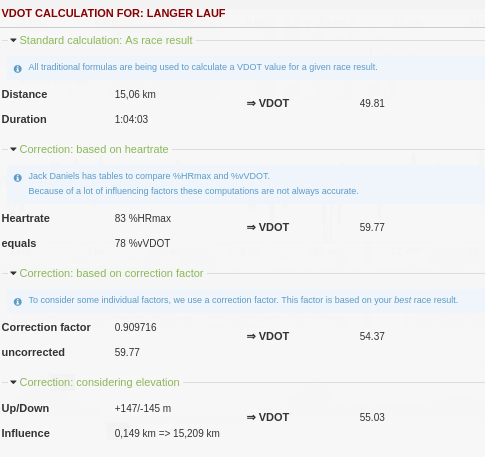 VDOT CALCULATION FOR: LANGER LAUF
Standard calculation: As race result
All traditional formulas are being used to calculate a VDOT value for a given race result.
Distance 15,06 km
⇒ VDOT 49.81
Duration 1:04:03
Correction: based on heartrate
Jack Daniels has tables to compare %HRmax and %vVDOT.
Because of a lot of influencing factors these computations are not always accurate.
Heartrate 83 %HRmax
⇒ VDOT 59.77
equals 78 %vVDOT
Correction: based on correction factor
To consider some individual factors, we use a correction factor. This factor is based on your best race result.
Correction factor 0.909716
⇒ VDOT 54.37
uncorrected 59.77
Correction: considering elevation
Up/Down +147/-145 m
⇒ VDOT 55.03
Influence 0,149 km => 15,209 km